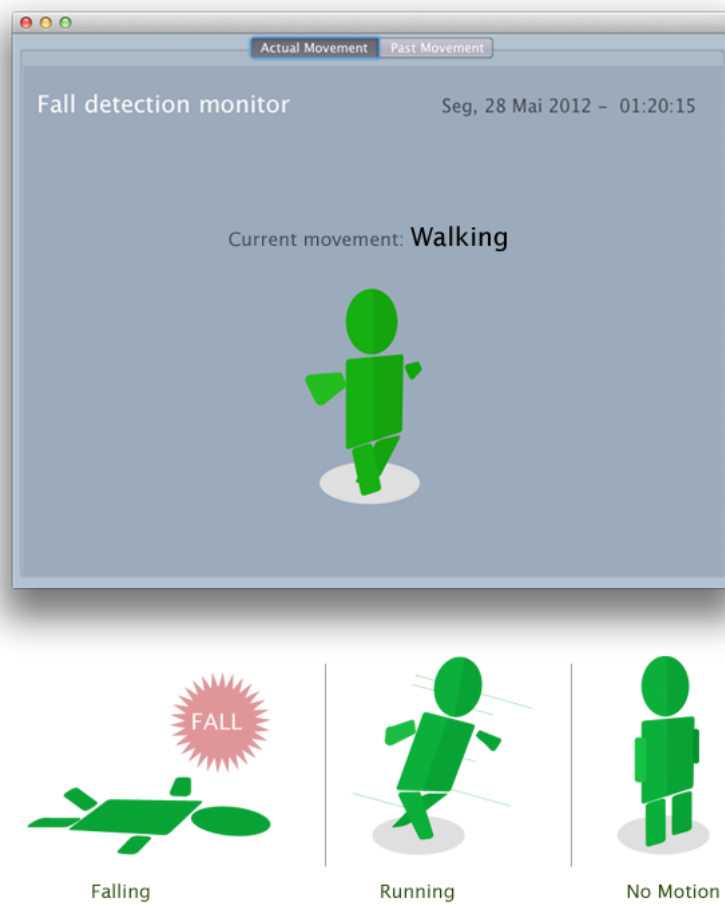 Actual Movement Past Movement
Fall detection monitor Seg, 28 Mai 2012 – 01:20:15
Current movement: Walking
FALL
Falling Running No Motion